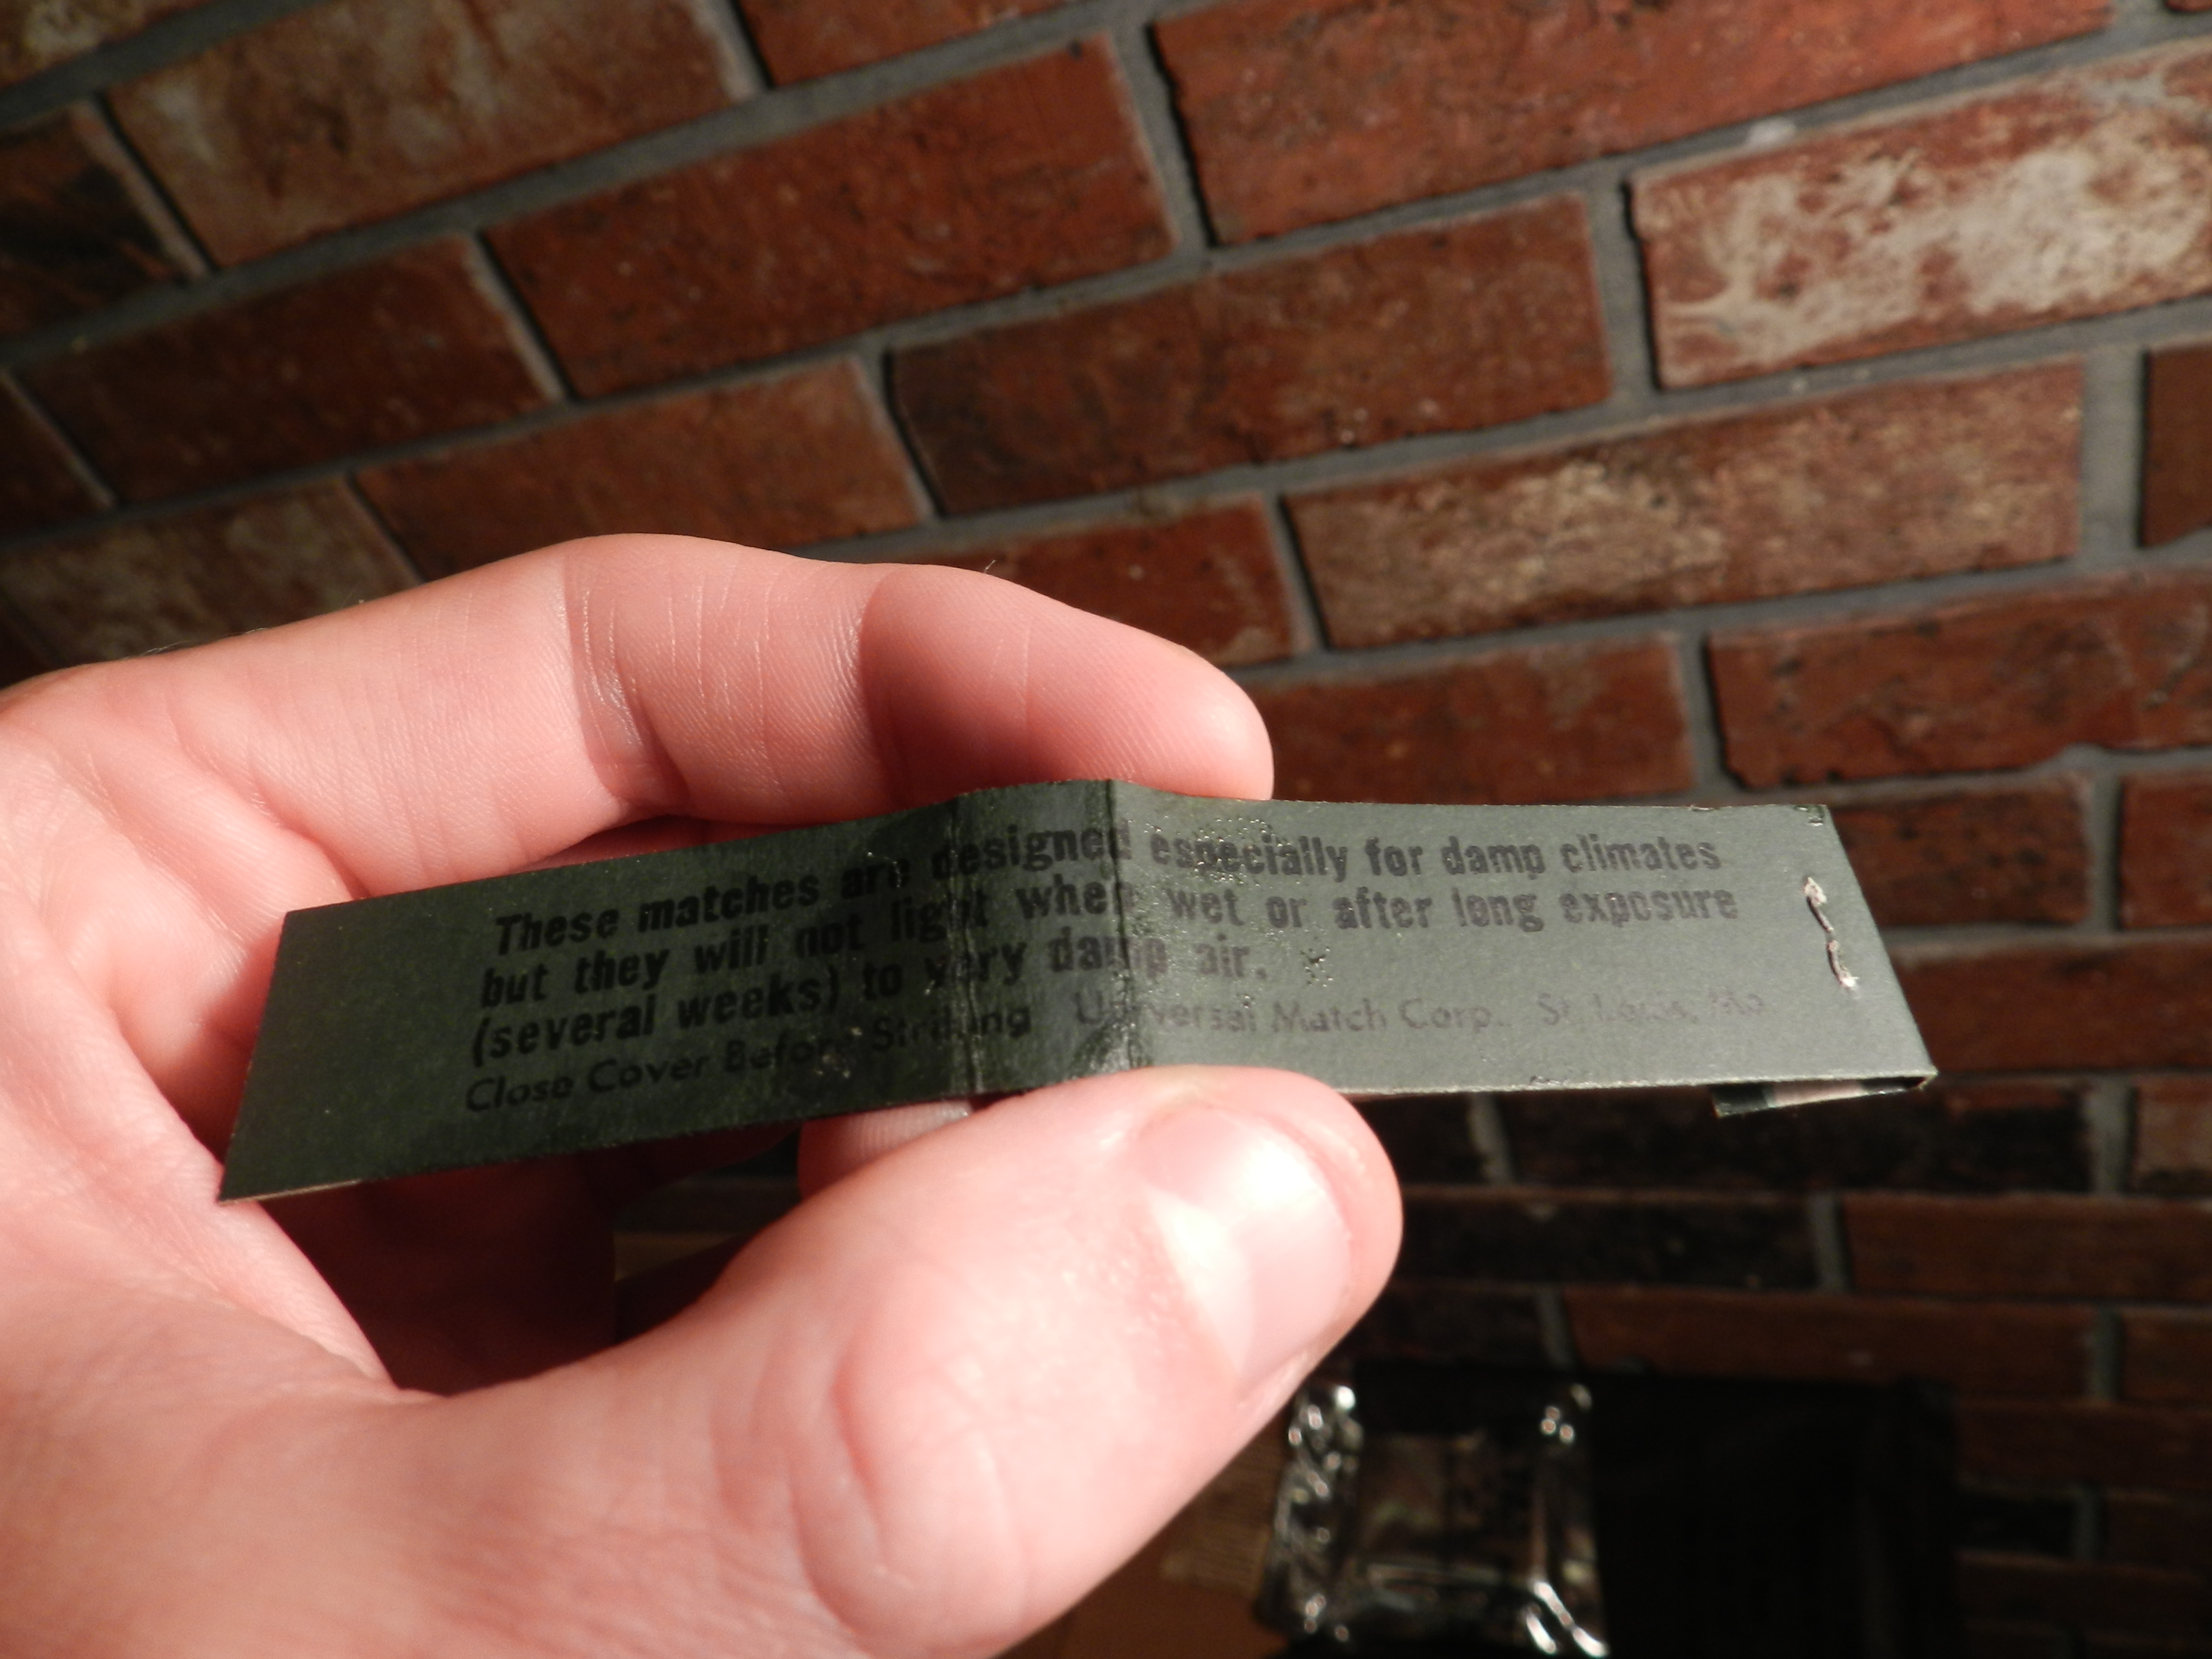 These matches are designed especially for damp climates
but they will not light when wet or after long exposure
(several weeks) to very damp air.
Close Cover Before Striking Universal Match Corp. St. Louis, Mo.